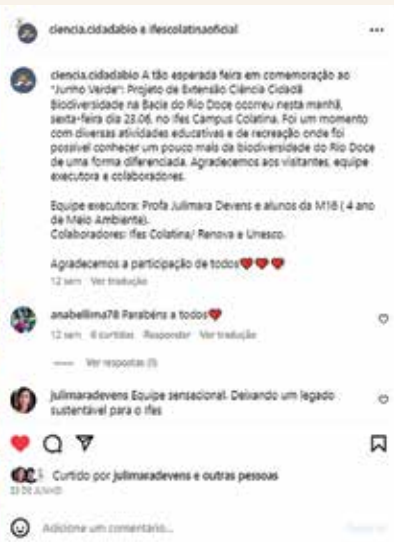 ciencia.cidadabio e ifescolatinaoficial
ciencia.cidadabio A tão esperada feira em comemoração ao
"Junho Verde": Projeto de Extensão Ciência Cidadã
Biodiversidade na Bacia do Rio Doce ocorreu nesta manhã,
sexta-feira dia 23.06, no Ifes Campus Colatina. Foi um momento
com diversas atividades educativas e de recreação onde foi
possível conhecer um pouco mais da biodiversidade do Rio Doce
de uma forma diferenciada. Agradecemos aos visitantes, equipe
executora e colaboradores.
Equipe executora: Profa Julimara Devens e alunos da M16 ( 4 ano
de Meio Ambiente).
Colaboradores: Ifes Colatina/ Renova e Unesco.
Agradecemos a participação de todos❤❤❤
12 sem Ver tradução
anabellima78 Parabéns a todos❤
12 sem 6 curtidas Responder Ver tradução
Ver respostas (1)
julimaradevens Equipe sensacional. Deixando um legado
sustentável para o Ifes
Curtido por julimaradevens e outras pessoas
23 DE JUNHO
Adicione um comentário...